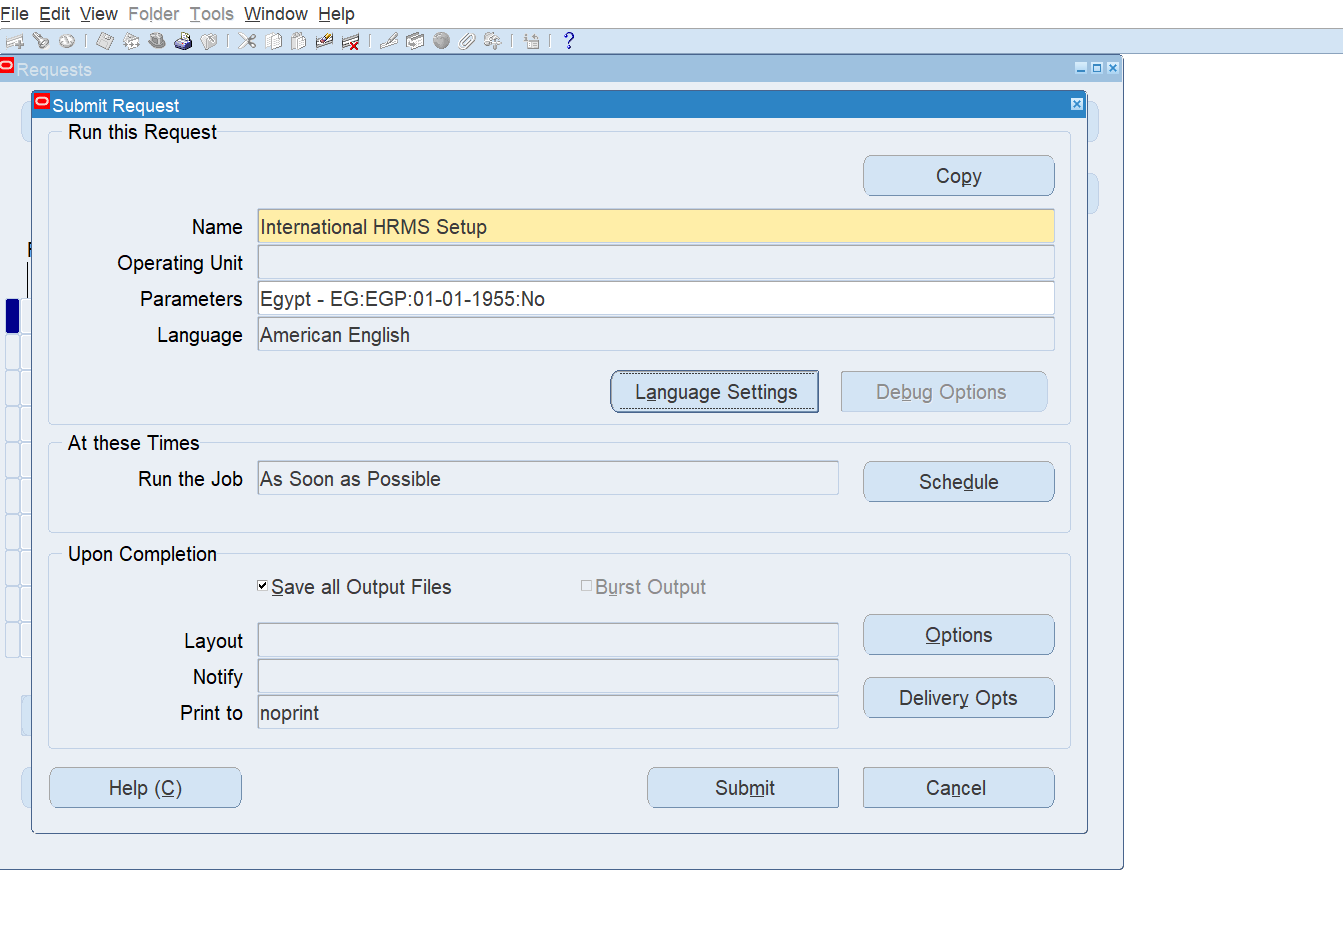 File Edit View Folder Tools Window Help
Requests
Submit Request
Run this Request
Copy
Name International HRMS Setup
Operating Unit
Parameters Egypt - EG:EGP:01-01-1955:No
Language American English
Language Settings Debug Options
At these Times
Run the Job As Soon as Possible
Schedule
Upon Completion
Save all Output Files Burst Output
Layout
Options
Notify
Delivery Opts
Print to noprint
Help (C) Submit Cancel